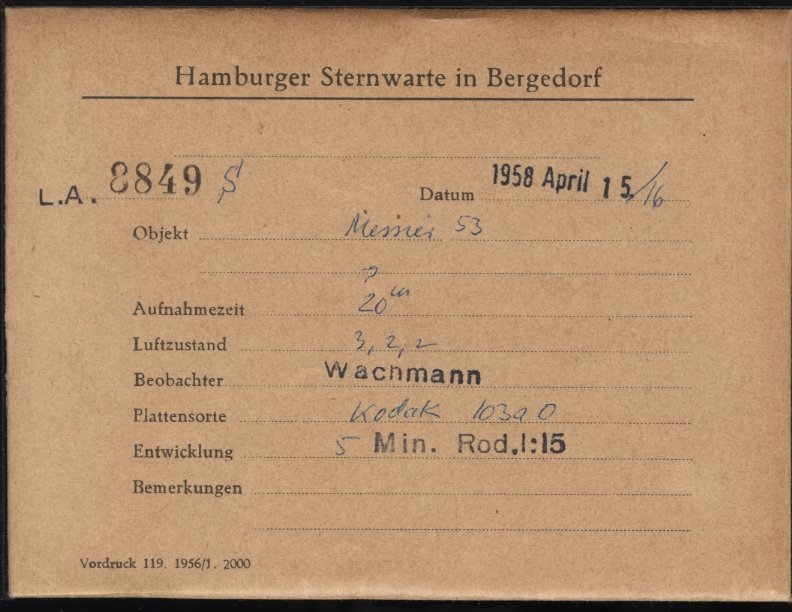 Hamburger Sternwarte in Bergedorf
L.A. 8849 S
Datum 1958 April 15./16
Objekt Messier 53
?
Aufnahmezeit 20m
Luftzustand 3, 2, 2
Beobachter Wachmann
Plattensorte Kodak 103a O
Entwicklung 5 Min. Rod. 1:15
Bemerkungen
Vordruck 119. 1956/1. 2000